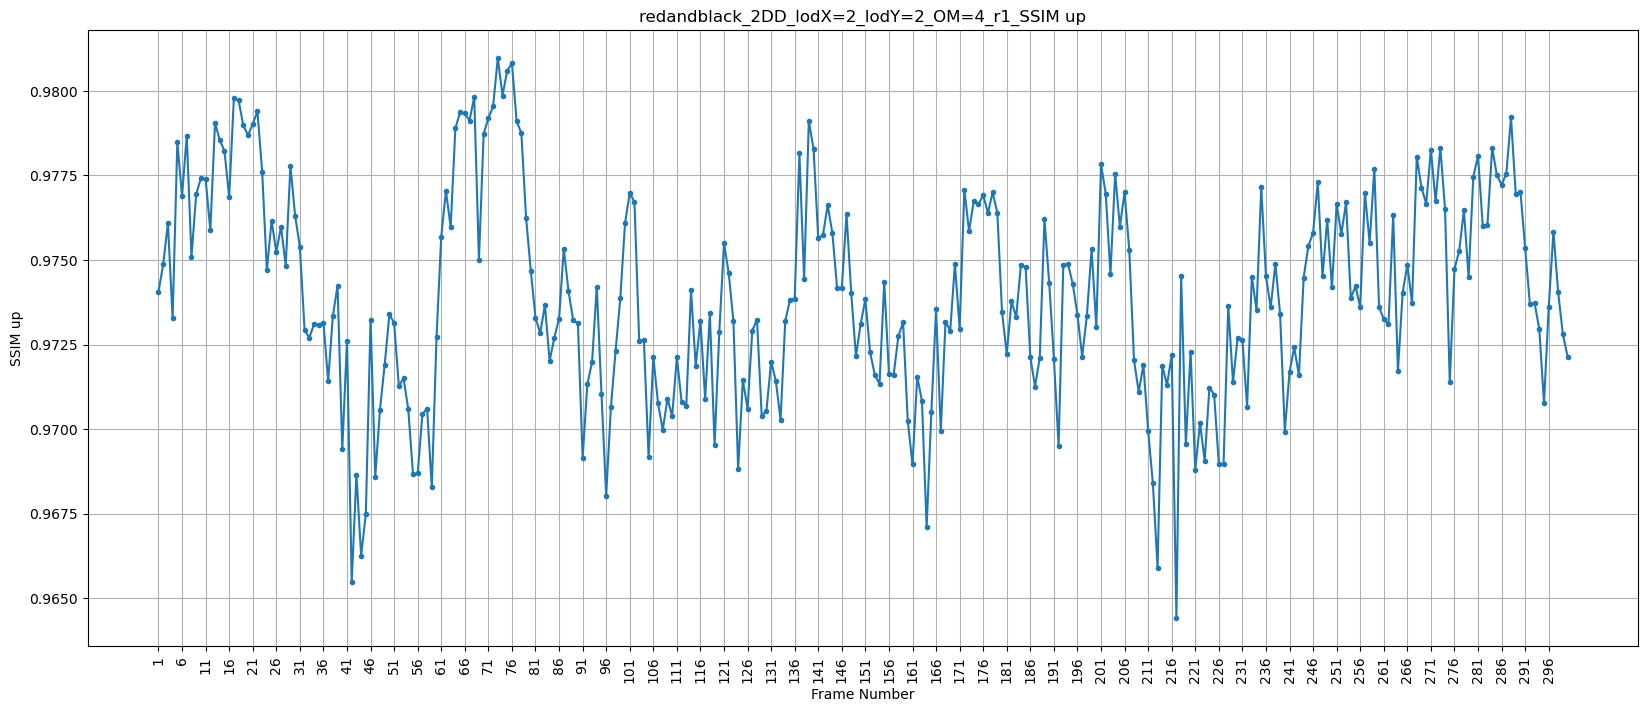 redandblack_2DD_lodX=2_lodY=2_OM=4_r1_SSIM up
SSIM up
0.9800
0.9775
0.9750
0.9725
0.9700
0.9675
0.9650
1 6 11 16 21 26 31 36 41 46 51 56 61 66 71 76 81 86 91 96 101 106 111 116 121 126 131 136 141 146 151 156 161 166 171 176 181 186 191 196 201 206 211 216 221 226 231 236 241 246 251 256 261 266 271 276 281 286 291 296
Frame Number